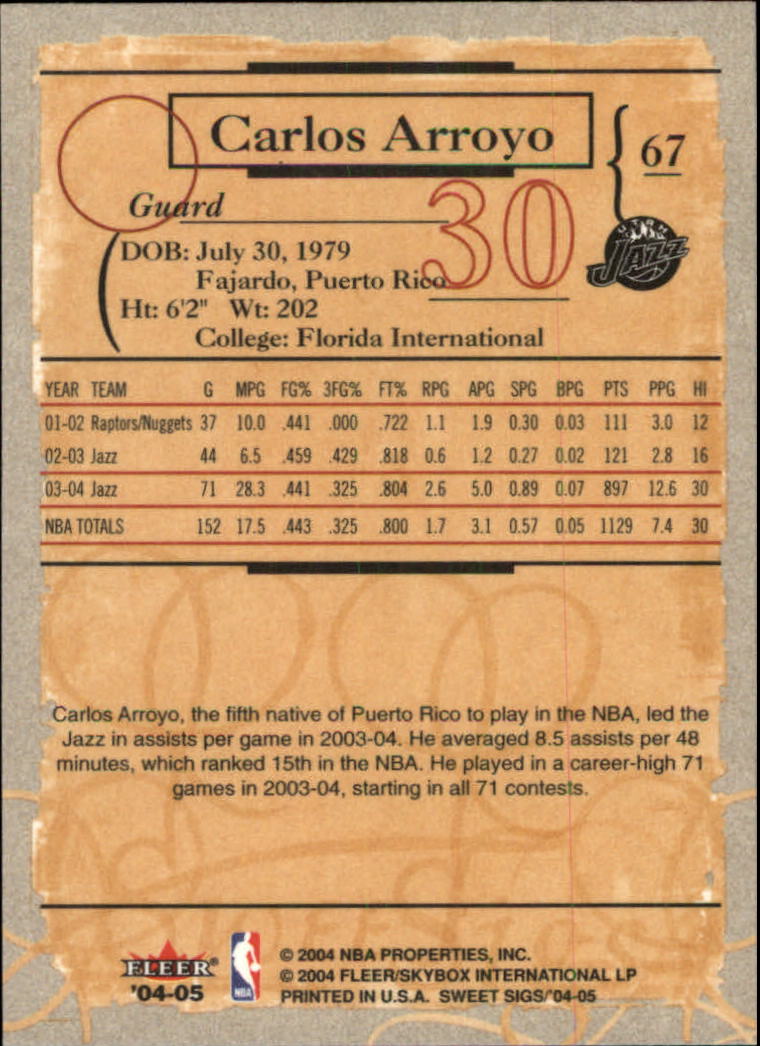 Carlos Arroyo
67
Guard
30
UTAH
JAZZ
DOB: July 30, 1979
Fajardo, Puerto Rico
Ht: 6'2" Wt: 202
College: Florida International
YEAR TEAM G MPG FG% 3FG% FT% RPG APG SPG BPG PTS PPG HI
01-02 Raptors/Nuggets 37 10.0 .441 .000 .722 1.1 1.9 0.30 0.03 111 3.0 12
02-03 Jazz 44 6.5 .459 .429 .818 0.6 1.2 0.27 0.02 121 2.8 16
03-04 Jazz 71 28.3 .441 .325 .804 2.6 5.0 0.89 0.07 897 12.6 30
NBA TOTALS 152 17.5 .443 .325 .800 1.7 3.1 0.57 0.05 1129 7.4 30
Carlos Arroyo, the fifth native of Puerto Rico to play in the NBA, led the
Jazz in assists per game in 2003-04. He averaged 8.5 assists per 48
minutes, which ranked 15th in the NBA. He played in a career-high 71
games in 2003-04, starting in all 71 contests.
FLEER®
'04-05
NBA
© 2004 NBA PROPERTIES, INC.
© 2004 FLEER/SKYBOX INTERNATIONAL LP
PRINTED IN U.S.A. SWEET SIGS/'04-05